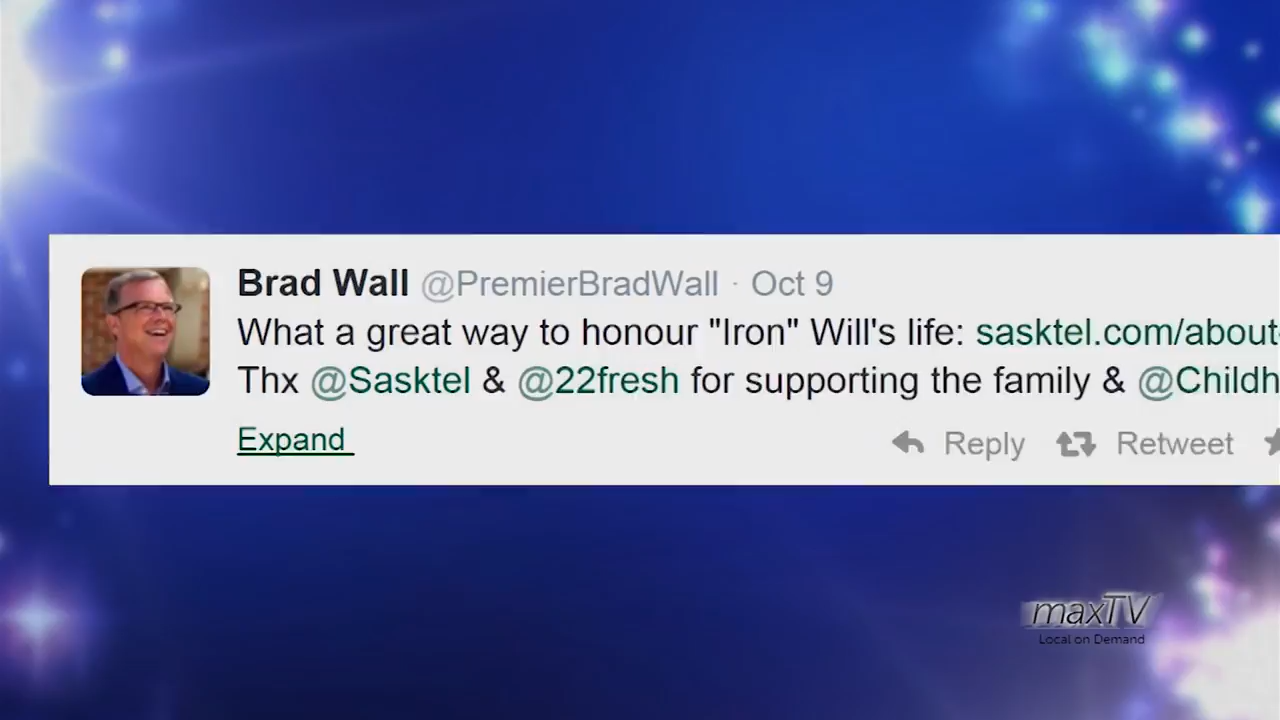 Brad Wall @PremierBradWall · Oct 9
What a great way to honour "Iron" Will's life: sasktel.com/about-
Thx @Sasktel & @22fresh for supporting the family & @Childh
Expand Reply Retweet
maxTV
Local on Demand